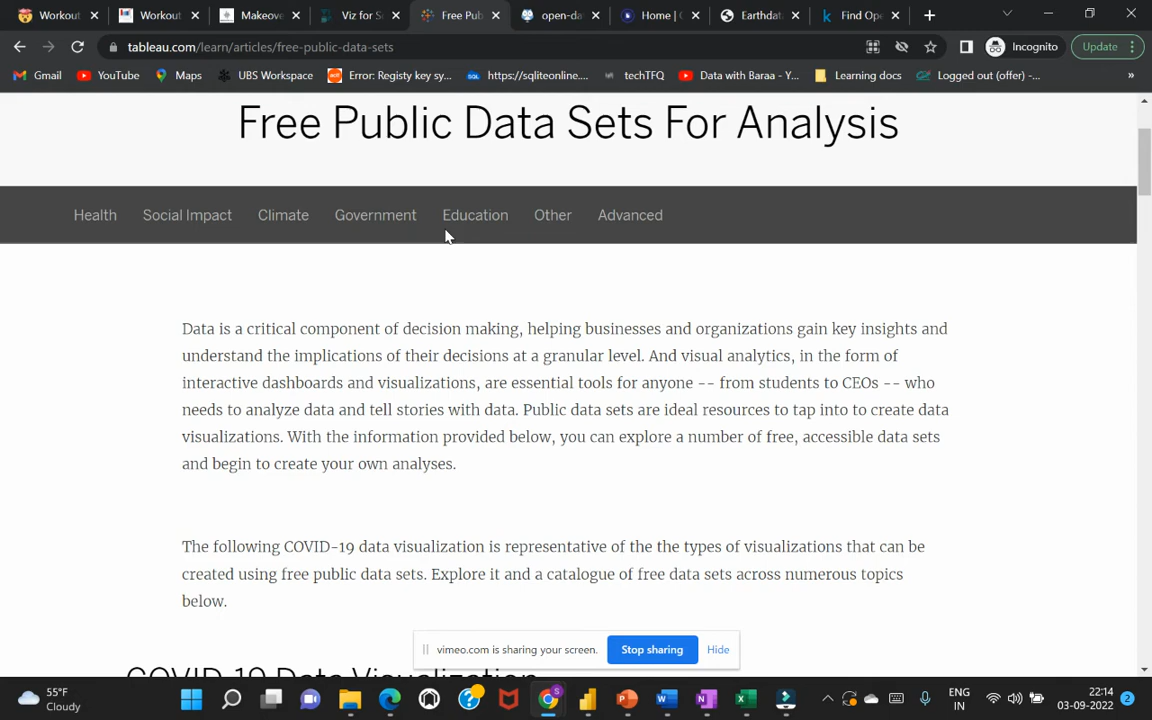 Workout
Workout
Makeove
Viz for S
Free Pub
open-da
Home | C
Earthdat
Find Ope
tableau.com/learn/articles/free-public-data-sets
Incognito
Update
Gmail
YouTube
Maps
UBS Workspace
Error: Registy key sy...
https://sqliteonline....
techTFQ
Data with Baraa - Y...
Learning docs
Logged out (offer) -...
»
Free Public Data Sets For Analysis
Health Social Impact Climate Government Education Other Advanced
Data is a critical component of decision making, helping businesses and organizations gain key insights and
understand the implications of their decisions at a granular level. And visual analytics, in the form of
interactive dashboards and visualizations, are essential tools for anyone -- from students to CEOs -- who
needs to analyze data and tell stories with data. Public data sets are ideal resources to tap into to create data
visualizations. With the information provided below, you can explore a number of free, accessible data sets
and begin to create your own analyses.
The following COVID-19 data visualization is representative of the the types of visualizations that can be
created using free public data sets. Explore it and a catalogue of free data sets across numerous topics
below.
COVID-19 Data Visualization
vimeo.com is sharing your screen. Stop sharing Hide
55°F
Cloudy
ENG
IN
22:14
03-09-2022
2